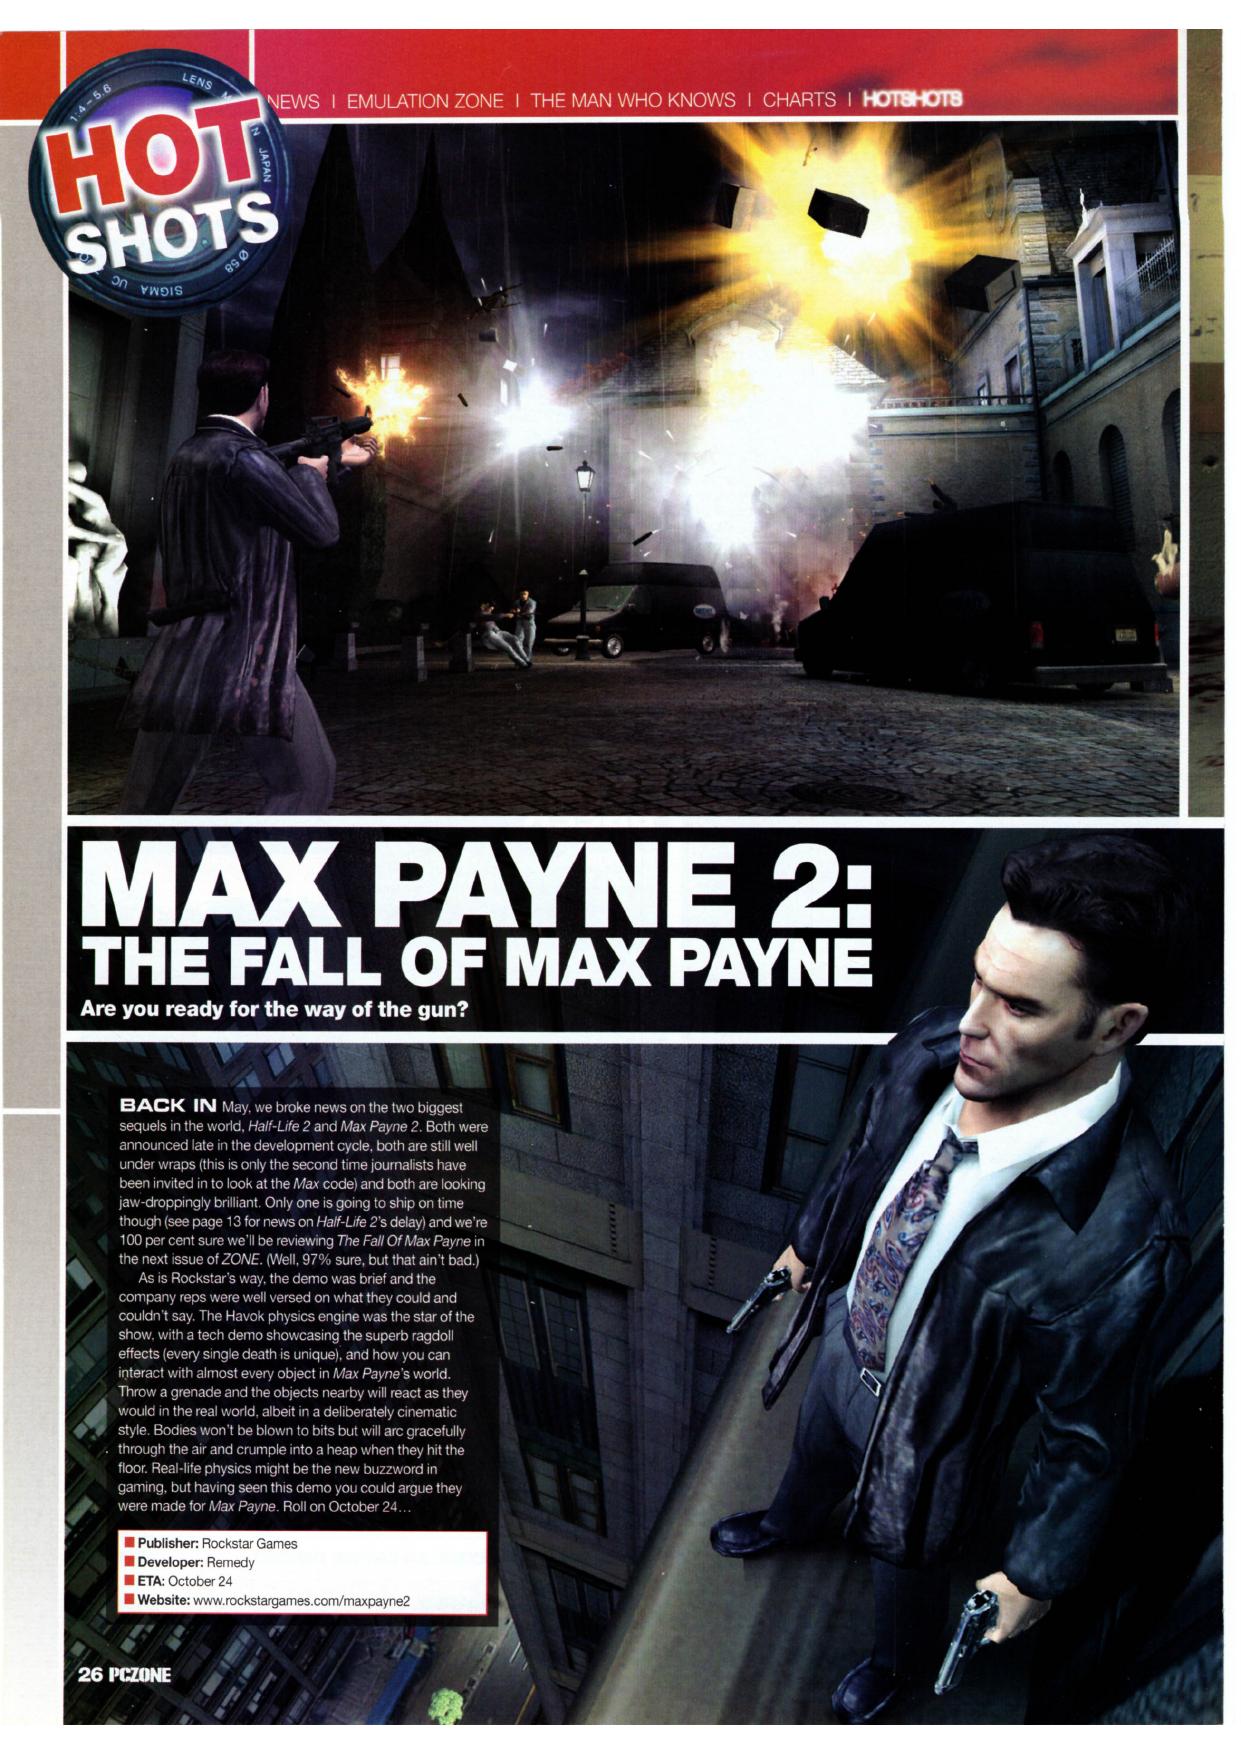 NEWS | EMULATION ZONE | THE MAN WHO KNOWS | CHARTS | HOTSHOTS
1:4-5.6
LENS
JAPAN
HOT
SHOTS
Ø58
SIGMA UC
MAX PAYNE 2:
THE FALL OF MAX PAYNE
Are you ready for the way of the gun?
BACK IN May, we broke news on the two biggest
sequels in the world, Half-Life 2 and Max Payne 2. Both were
announced late in the development cycle, both are still well
under wraps (this is only the second time journalists have
been invited in to look at the Max code) and both are looking
jaw-droppingly brilliant. Only one is going to ship on time
though (see page 13 for news on Half-Life 2's delay) and we're
100 per cent sure we'll be reviewing The Fall Of Max Payne in
the next issue of ZONE. (Well, 97% sure, but that ain't bad.)
As is Rockstar's way, the demo was brief and the
company reps were well versed on what they could and
couldn't say. The Havok physics engine was the star of the
show, with a tech demo showcasing the superb ragdoll
effects (every single death is unique), and how you can
interact with almost every object in Max Payne's world.
Throw a grenade and the objects nearby will react as they
would in the real world, albeit in a deliberately cinematic
style. Bodies won't be blown to bits but will arc gracefully
through the air and crumple into a heap when they hit the
floor. Real-life physics might be the new buzzword in
gaming, but having seen this demo you could argue they
were made for Max Payne. Roll on October 24...
Publisher: Rockstar Games
Developer: Remedy
ETA: October 24
Website: www.rockstargames.com/maxpayne2
26 PCZONE